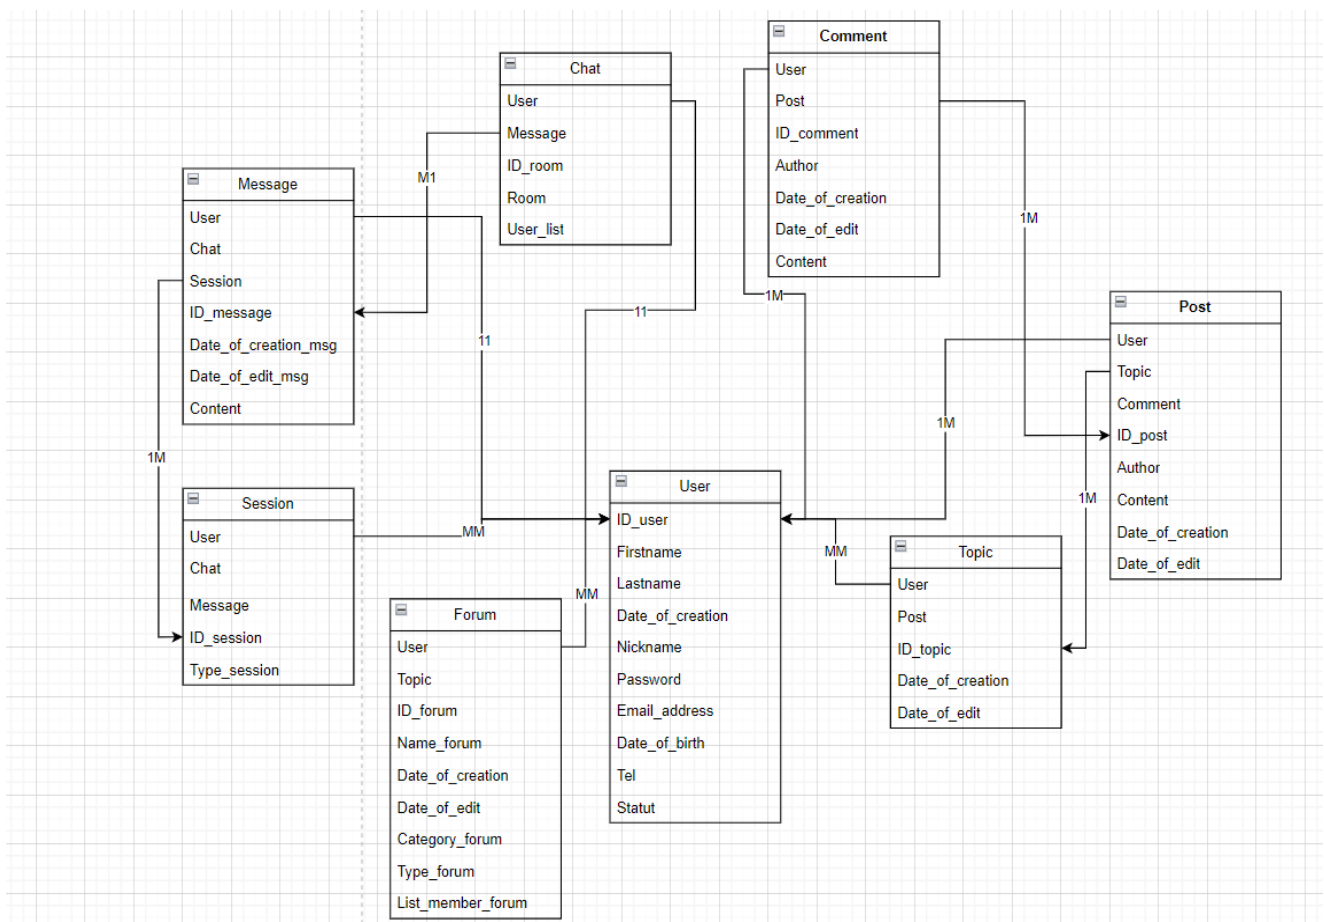 Comment
User
Post
ID_comment
Author
Date_of_creation
Date_of_edit
Content
Chat
User
Message
ID_room
Room
User_list
Message
User
Chat
Session
ID_message
Date_of_creation_msg
Date_of_edit_msg
Content
M1
1M
1M
11
11
Post
User
Topic
Comment
ID_post
Author
Content
Date_of_creation
Date_of_edit
1M
1M
1M
Session
User
Chat
Message
ID_session
Type_session
MM
User
ID_user
Firstname
Lastname
Date_of_creation
Nickname
Password
Email_address
Date_of_birth
Tel
Statut
MM
Topic
User
Post
ID_topic
Date_of_creation
Date_of_edit
MM
Forum
User
Topic
ID_forum
Name_forum
Date_of_creation
Date_of_edit
Category_forum
Type_forum
List_member_forum